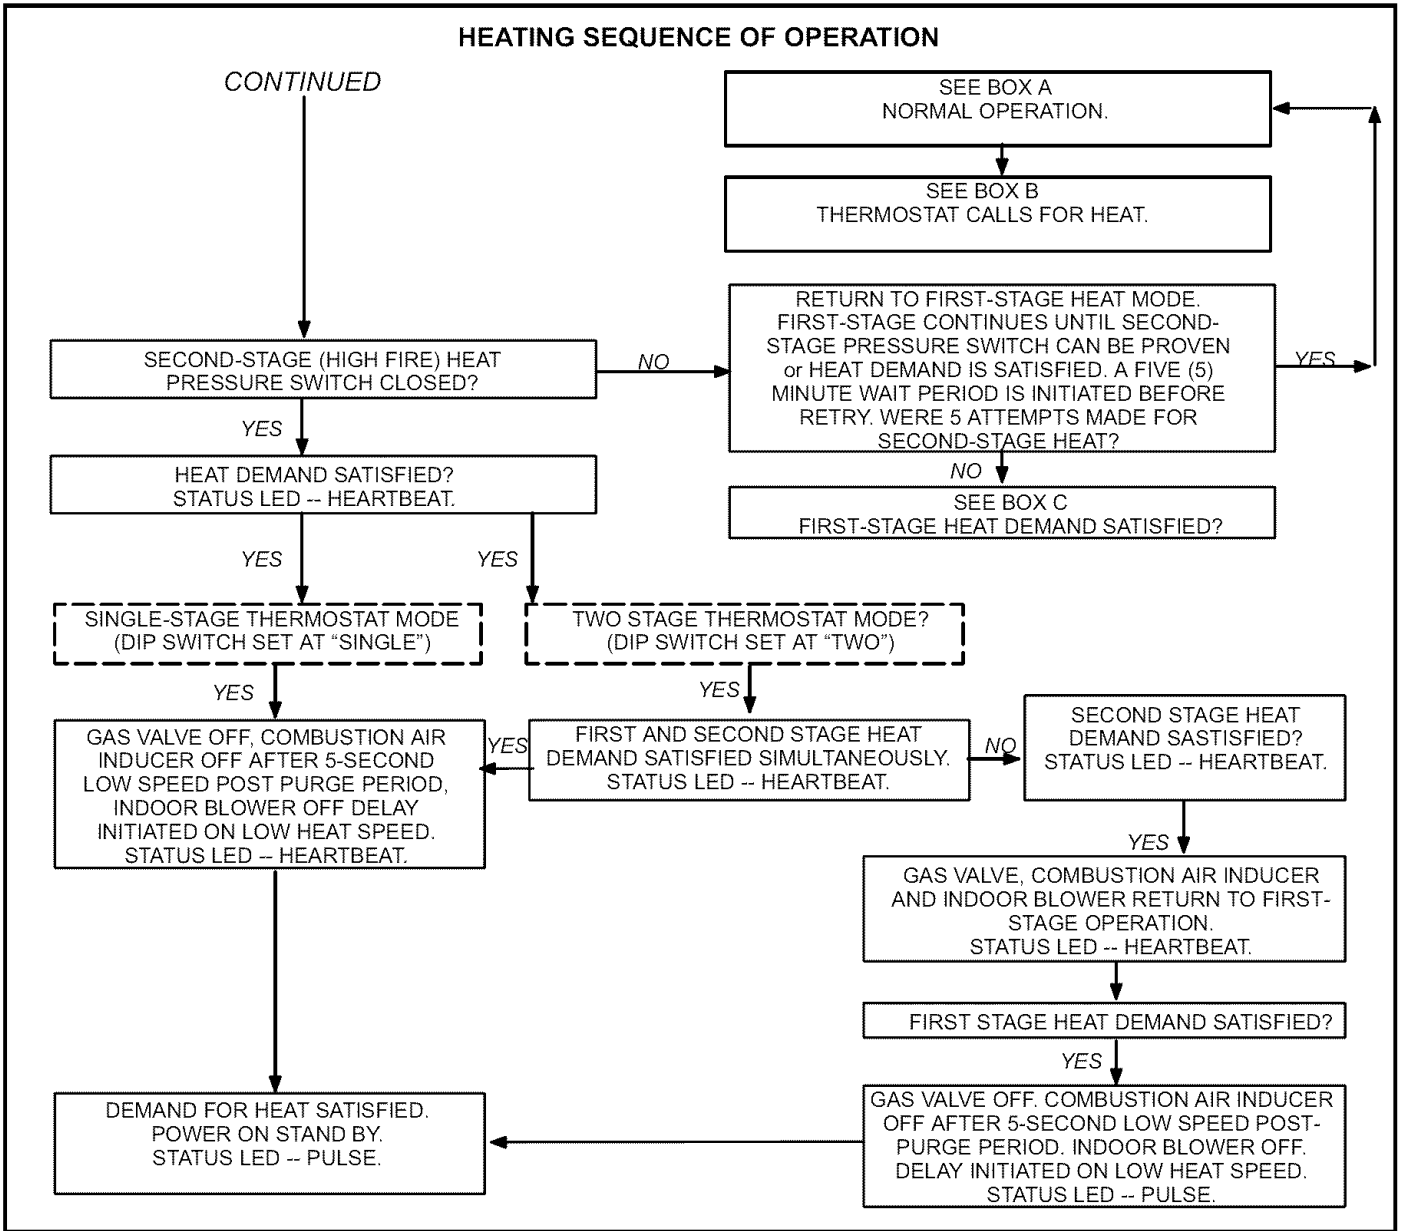 HEATING SEQUENCE OF OPERATION
CONTINUED
SEE BOX A
NORMAL OPERATION.
SEE BOX B
THERMOSTAT CALLS FOR HEAT.
SECOND-STAGE (HIGH FIRE) HEAT
PRESSURE SWITCH CLOSED?
NO
RETURN TO FIRST-STAGE HEAT MODE.
FIRST-STAGE CONTINUES UNTIL SECOND-
STAGE PRESSURE SWITCH CAN BE PROVEN
or HEAT DEMAND IS SATISFIED. A FIVE (5)
MINUTE WAIT PERIOD IS INITIATED BEFORE
RETRY. WERE 5 ATTEMPTS MADE FOR
SECOND-STAGE HEAT?
YES
YES
HEAT DEMAND SATISFIED?
STATUS LED -- HEARTBEAT.
NO
SEE BOX C
FIRST-STAGE HEAT DEMAND SATISFIED?
YES
YES
SINGLE-STAGE THERMOSTAT MODE
(DIP SWITCH SET AT “SINGLE”)
TWO STAGE THERMOSTAT MODE?
(DIP SWITCH SET AT “TWO”)
YES
YES
GAS VALVE OFF, COMBUSTION AIR
INDUCER OFF AFTER 5-SECOND
LOW SPEED POST PURGE PERIOD,
INDOOR BLOWER OFF DELAY
INITIATED ON LOW HEAT SPEED.
STATUS LED -- HEARTBEAT.
YES
FIRST AND SECOND STAGE HEAT
DEMAND SATISFIED SIMULTANEOUSLY.
STATUS LED -- HEARTBEAT.
NO
SECOND STAGE HEAT
DEMAND SASTISFIED?
STATUS LED -- HEARTBEAT.
YES
GAS VALVE, COMBUSTION AIR INDUCER
AND INDOOR BLOWER RETURN TO FIRST-
STAGE OPERATION.
STATUS LED -- HEARTBEAT.
FIRST STAGE HEAT DEMAND SATISFIED?
YES
GAS VALVE OFF. COMBUSTION AIR INDUCER
OFF AFTER 5-SECOND LOW SPEED POST-
PURGE PERIOD. INDOOR BLOWER OFF.
DELAY INITIATED ON LOW HEAT SPEED.
STATUS LED -- PULSE.
DEMAND FOR HEAT SATISFIED.
POWER ON STAND BY.
STATUS LED -- PULSE.